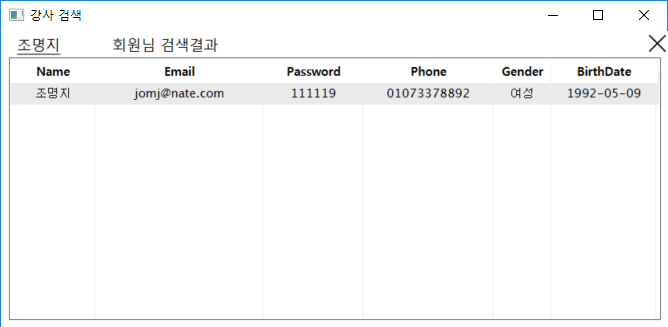 강사 검색
조명지 회원님 검색결과
Name Email Password Phone Gender BirthDate
조명지 jomj@nate.com 111119 01073378892 여성 1992-05-09